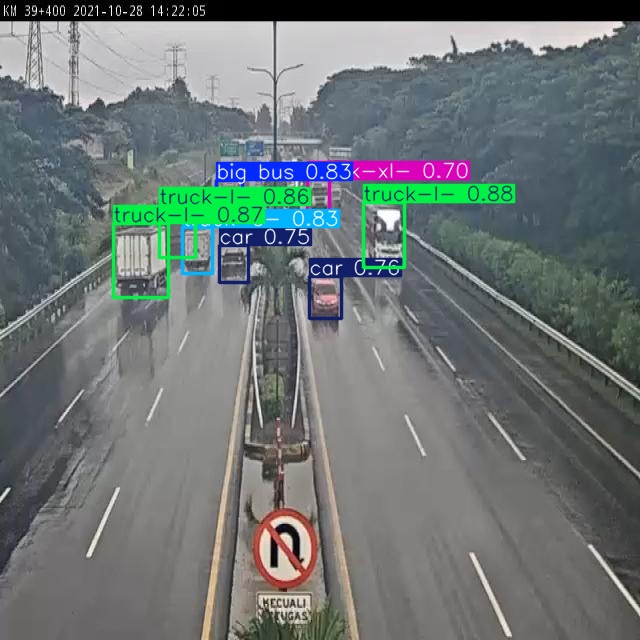 KM 39+400 2021-10-28 14:22:05
big bus 0.83
k-xl- 0.70
truck-l- 0.86
truck-l- 0.88
truck-l- 0.87
0.83
car 0.75
car 0.76
KECUALI